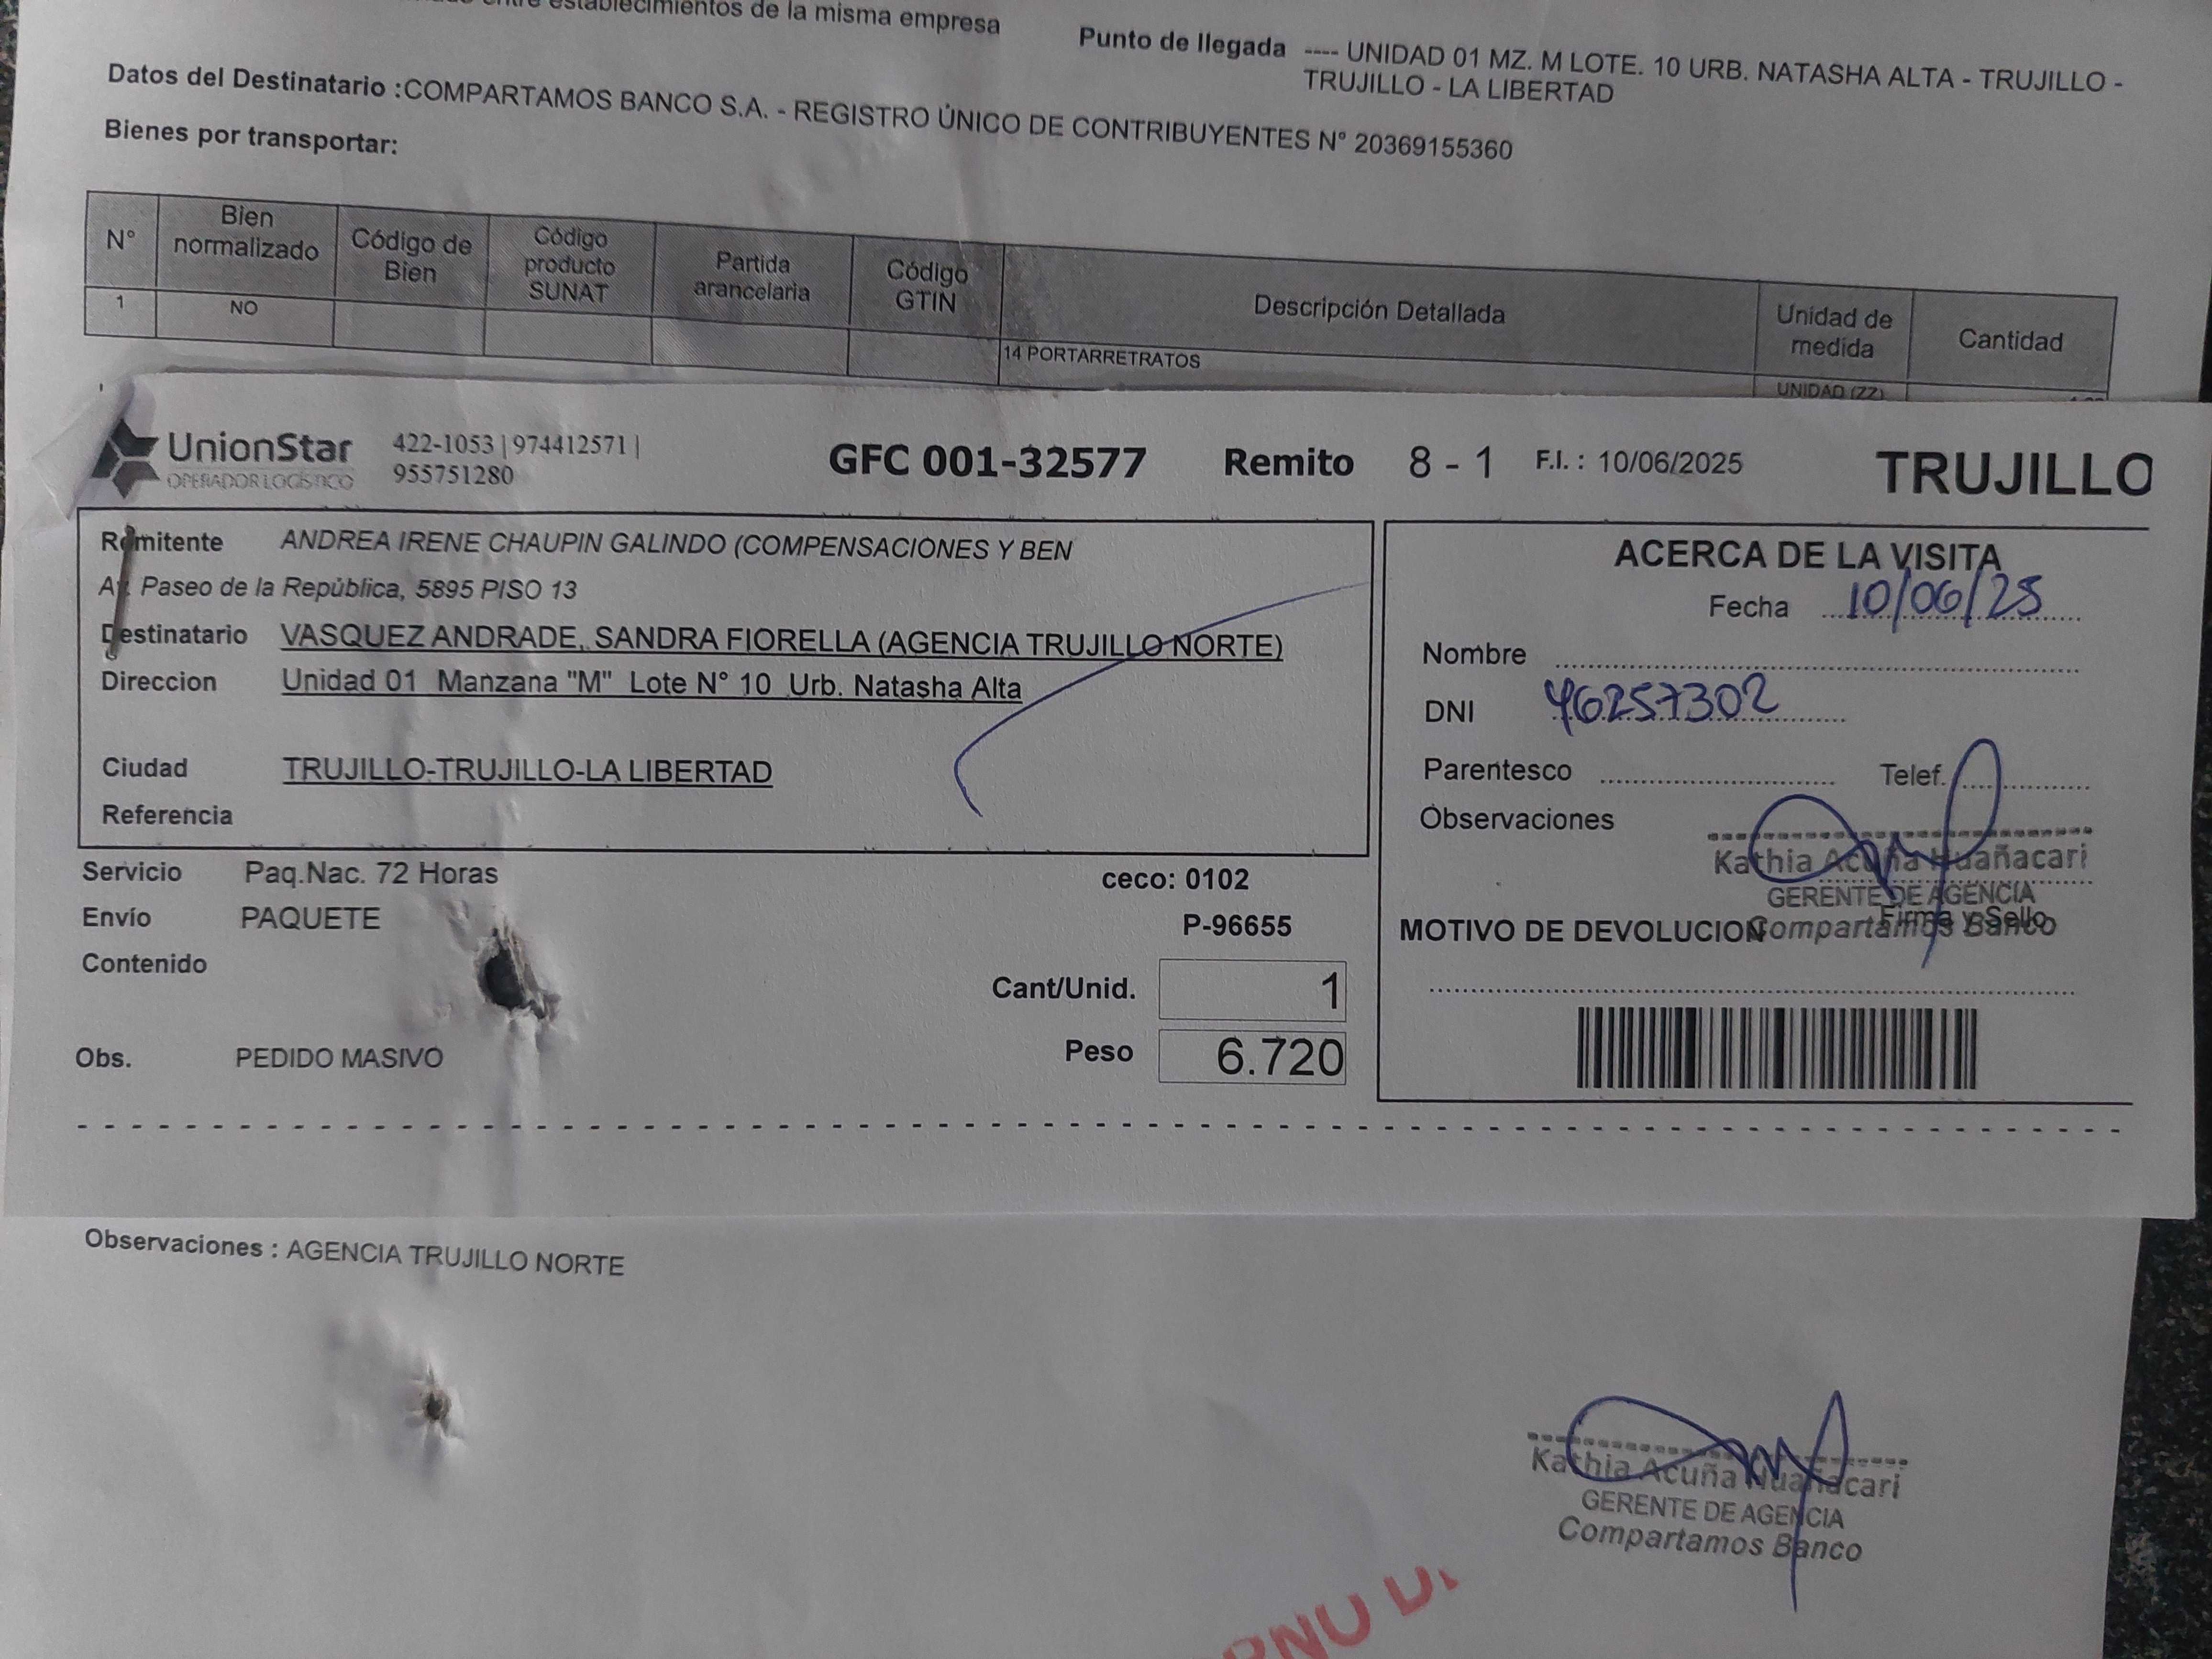 entre establecimientos de la misma empresa
Punto de llegada ---- UNIDAD 01 MZ. M LOTE. 10 URB. NATASHA ALTA - TRUJILLO -
TRUJILLO - LA LIBERTAD
Datos del Destinatario :COMPARTAMOS BANCO S.A. - REGISTRO ÚNICO DE CONTRIBUYENTES N° 20369155360
Bienes por transportar:
N° Bien normalizado Código de Bien Código producto SUNAT Partida arancelaria Código GTIN Descripción Detallada Unidad de medida Cantidad
1 NO 14 PORTARRETRATOS UNIDAD (ZZ)
UnionStar
OPERADOR LOGÍSTICO
422-1053 | 974412571 |
955751280
GFC 001-32577 Remito 8 - 1 F.I. : 10/06/2025 TRUJILLO
Remitente ANDREA IRENE CHAUPIN GALINDO (COMPENSACIONES Y BEN
Av. Paseo de la República, 5895 PISO 13
Destinatario VASQUEZ ANDRADE, SANDRA FIORELLA (AGENCIA TRUJILLO NORTE)
Direccion Unidad 01 Manzana "M" Lote N° 10 Urb. Natasha Alta
Ciudad TRUJILLO-TRUJILLO-LA LIBERTAD
Referencia
Servicio Paq.Nac. 72 Horas
Envío PAQUETE
Contenido
Obs. PEDIDO MASIVO
ceco: 0102
P-96655
Cant/Unid. 1
Peso 6.720
ACERCA DE LA VISITA
Fecha 10/06/25
Nombre
DNI 46257302
Parentesco Telef.
Observaciones
Kathia Acuña Huañacari
GERENTE DE AGENCIA
Compartamos Banco
Firma y Sello
MOTIVO DE DEVOLUCION
Observaciones : AGENCIA TRUJILLO NORTE
Kathia Acuña Huañacari
GERENTE DE AGENCIA
Compartamos Banco